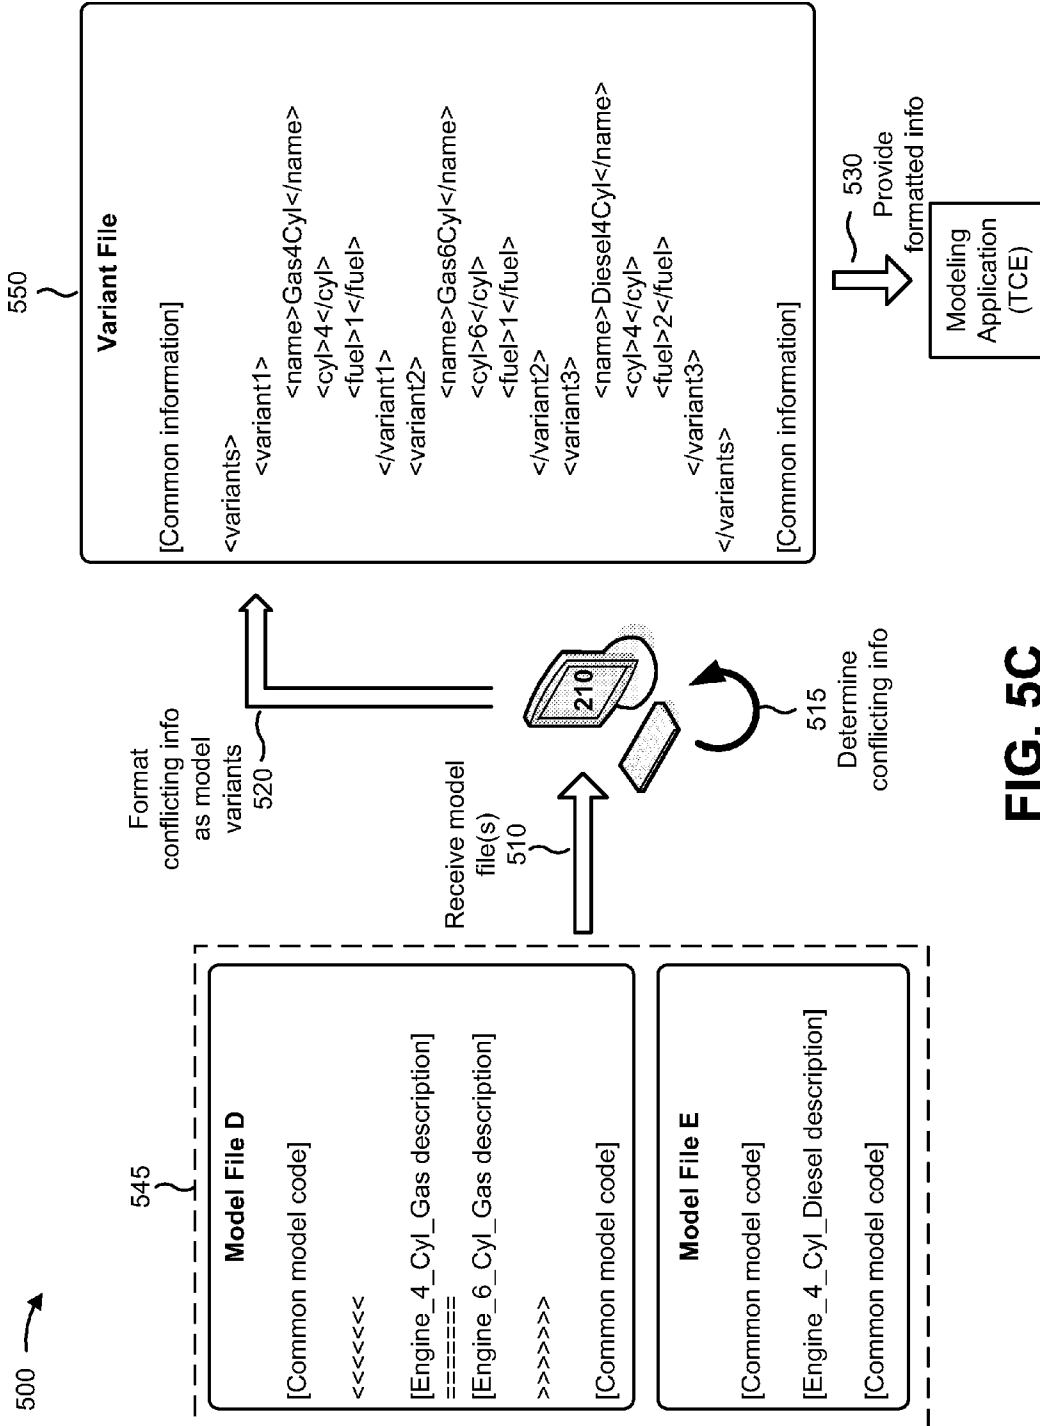 500
545
Model File D
[Common model code]
<<<<<<<
[Engine_4_Cyl_Gas description]
=======
[Engine_6_Cyl_Gas description]
>>>>>>>
[Common model code]
Model File E
[Common model code]
[Engine_4_Cyl_Diesel description]
[Common model code]
Receive model
file(s)
510
Format
conflicting info
as model
variants
520
210
515
Determine
conflicting info
550
Variant File
[Common information]
<variants>
<variant1>
<name>Gas4Cyl</name>
<cyl>4</cyl>
<fuel>1</fuel>
</variant1>
<variant2>
<name>Gas6Cyl</name>
<cyl>6</cyl>
<fuel>1</fuel>
</variant2>
<variant3>
<name>Diesel4Cyl</name>
<cyl>4</cyl>
<fuel>2</fuel>
</variant3>
</variants>
[Common information]
530
Provide
formatted info
Modeling
Application
(TCE)
FIG. 5C